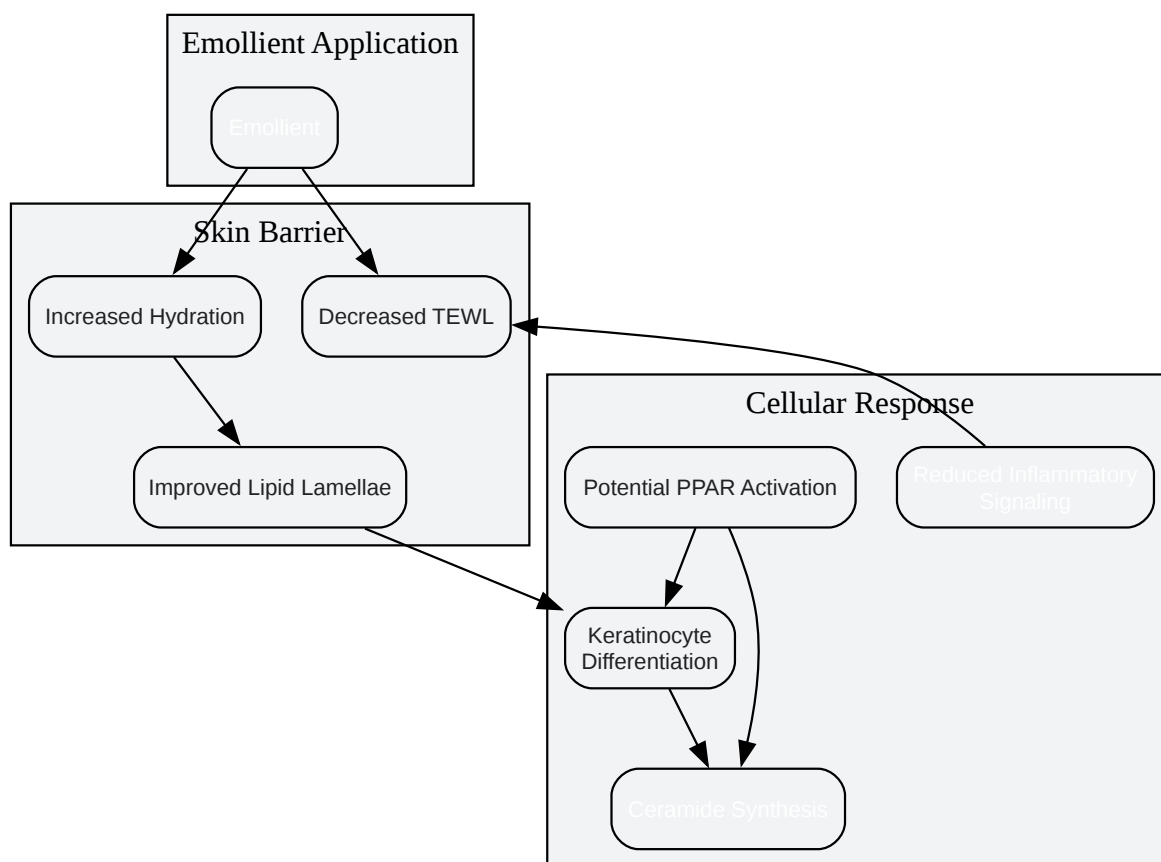 Emollient Application
Emollient
Skin Barrier
Increased Hydration
Decreased TEWL
Improved Lipid Lamellae
Cellular Response
Potential PPAR Activation
Reduced Inflammatory
Signaling
Keratinocyte
Differentiation
Ceramide Synthesis